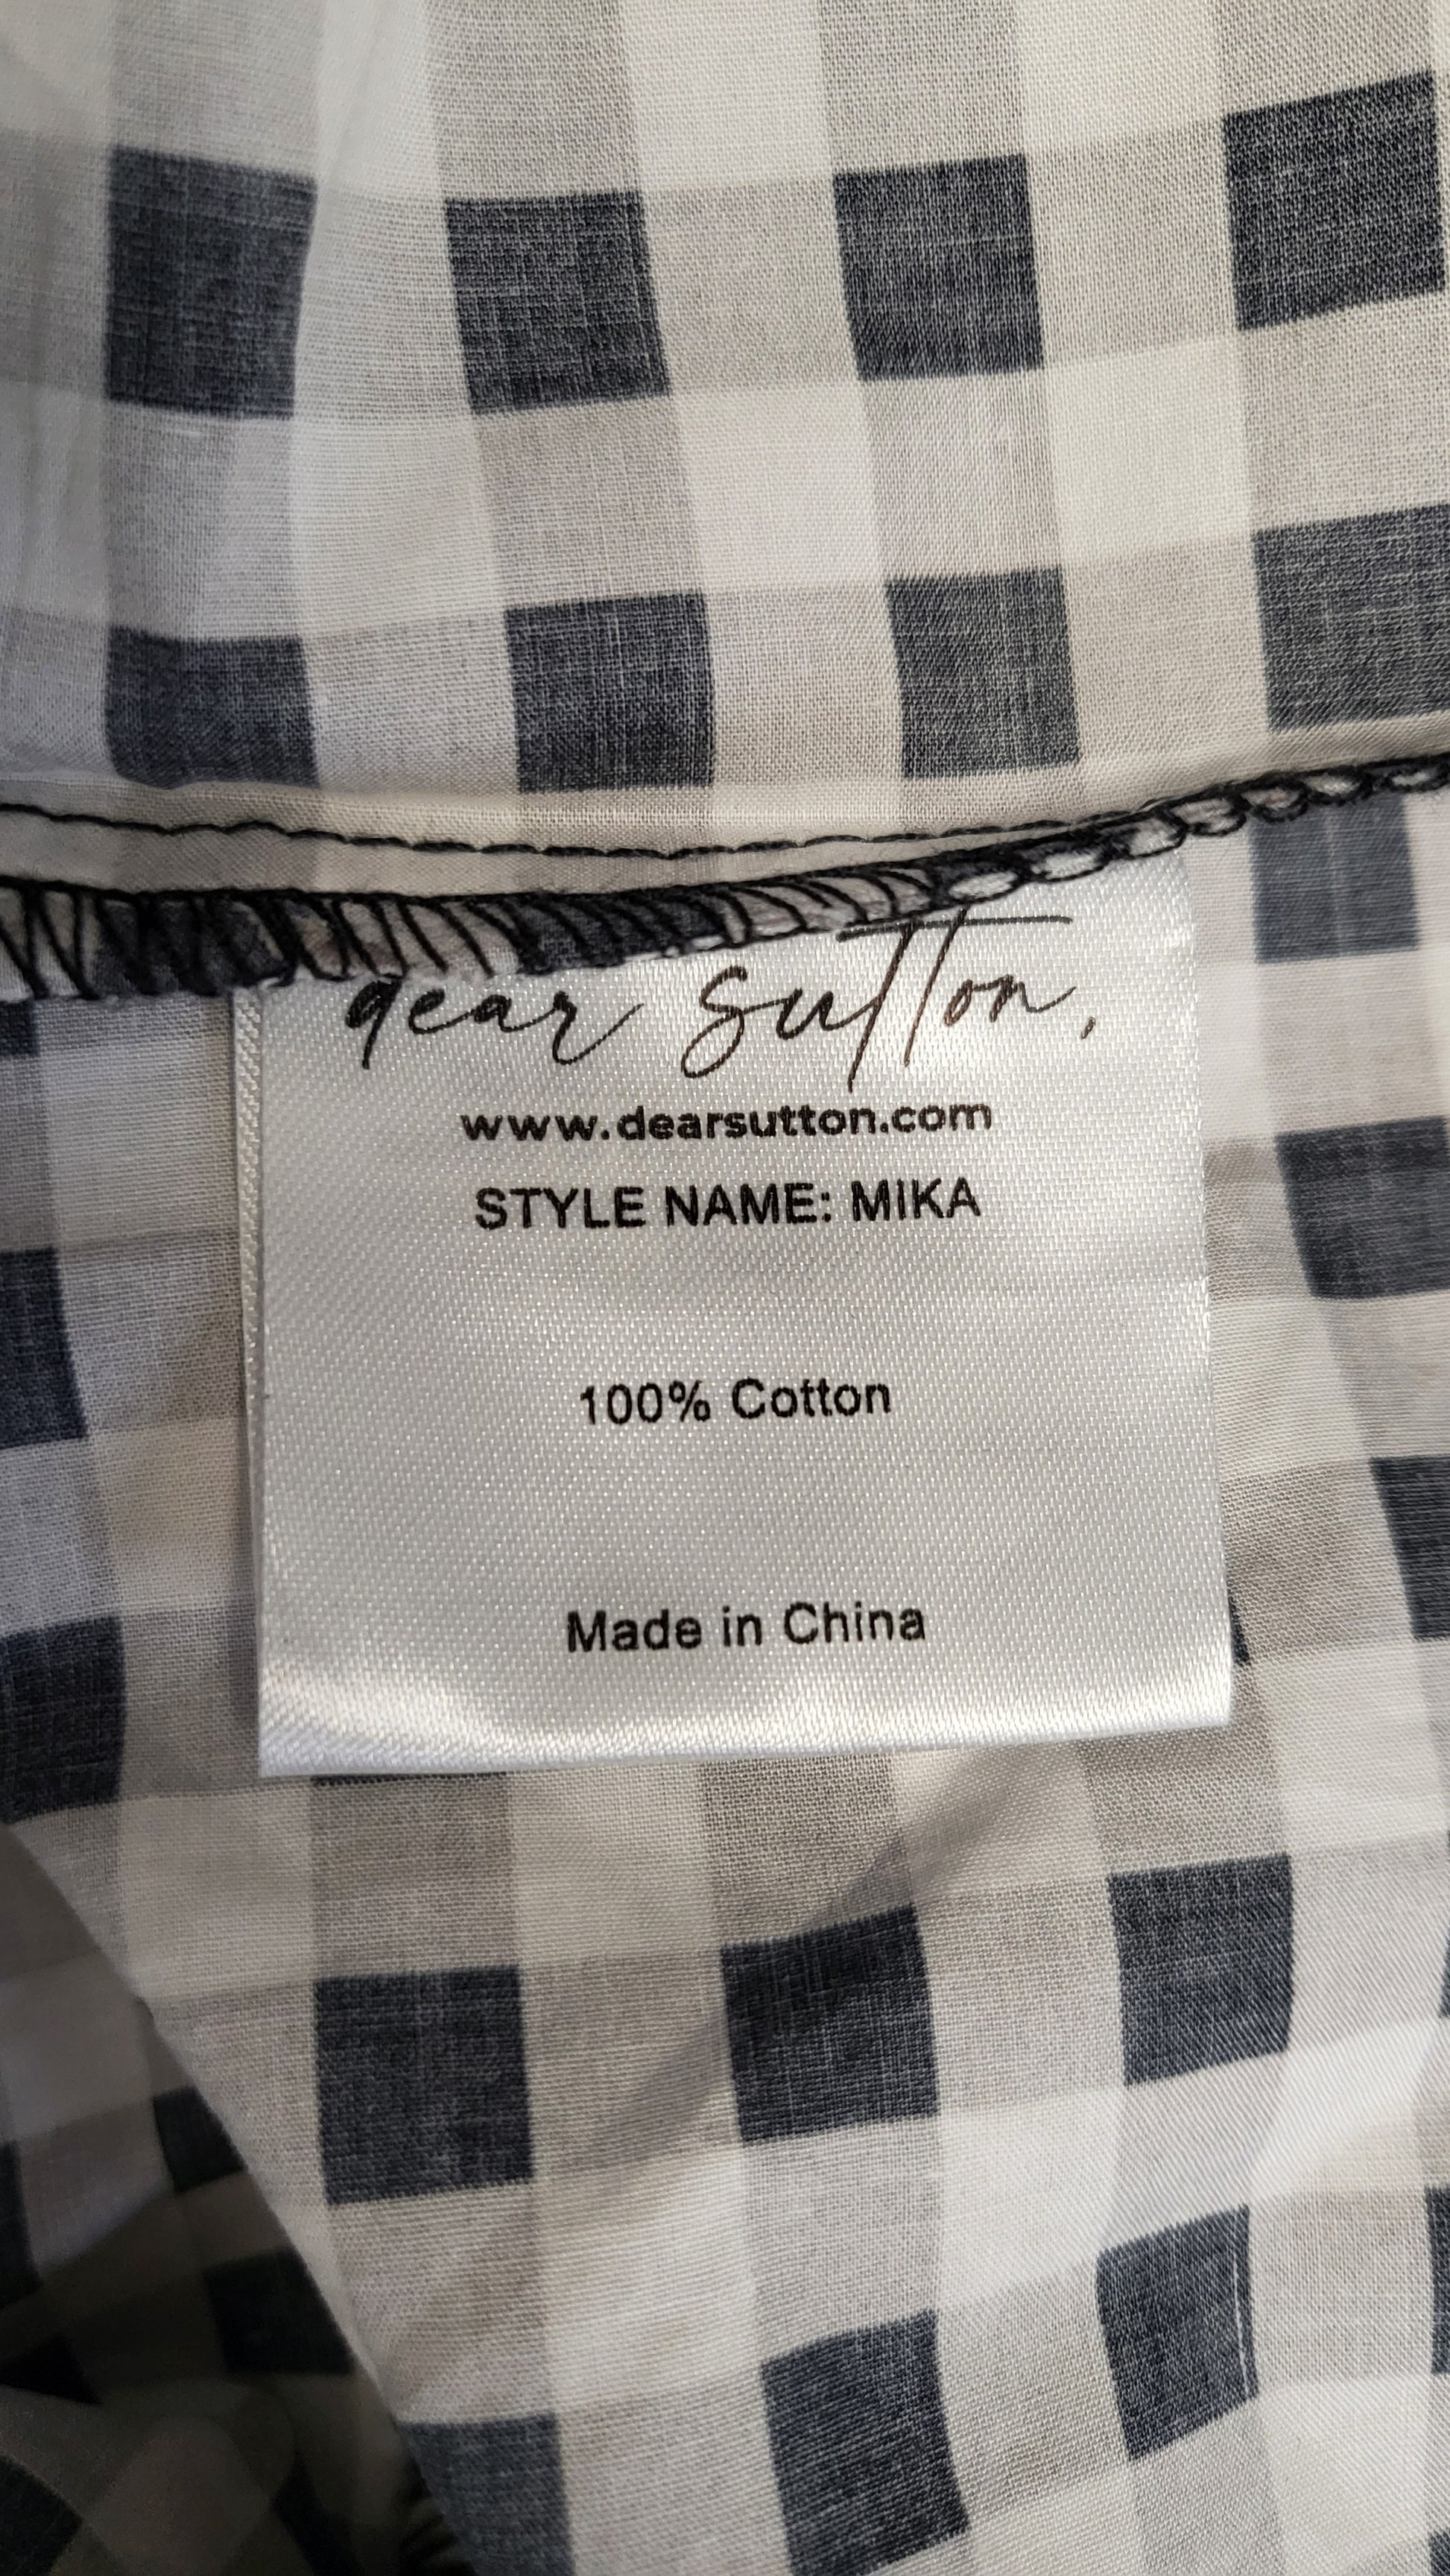 dear sutton,
www.dearsutton.com
STYLE NAME: MIKA
100% Cotton
Made in China